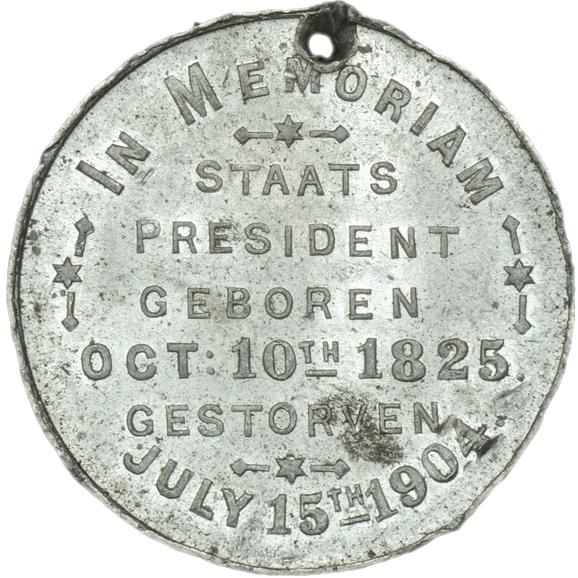 IN MEMORIAM
STAATS
PRESIDENT
GEBOREN
OCT: 10TH 1825
GESTORVEN
JULY 15TH 1904.